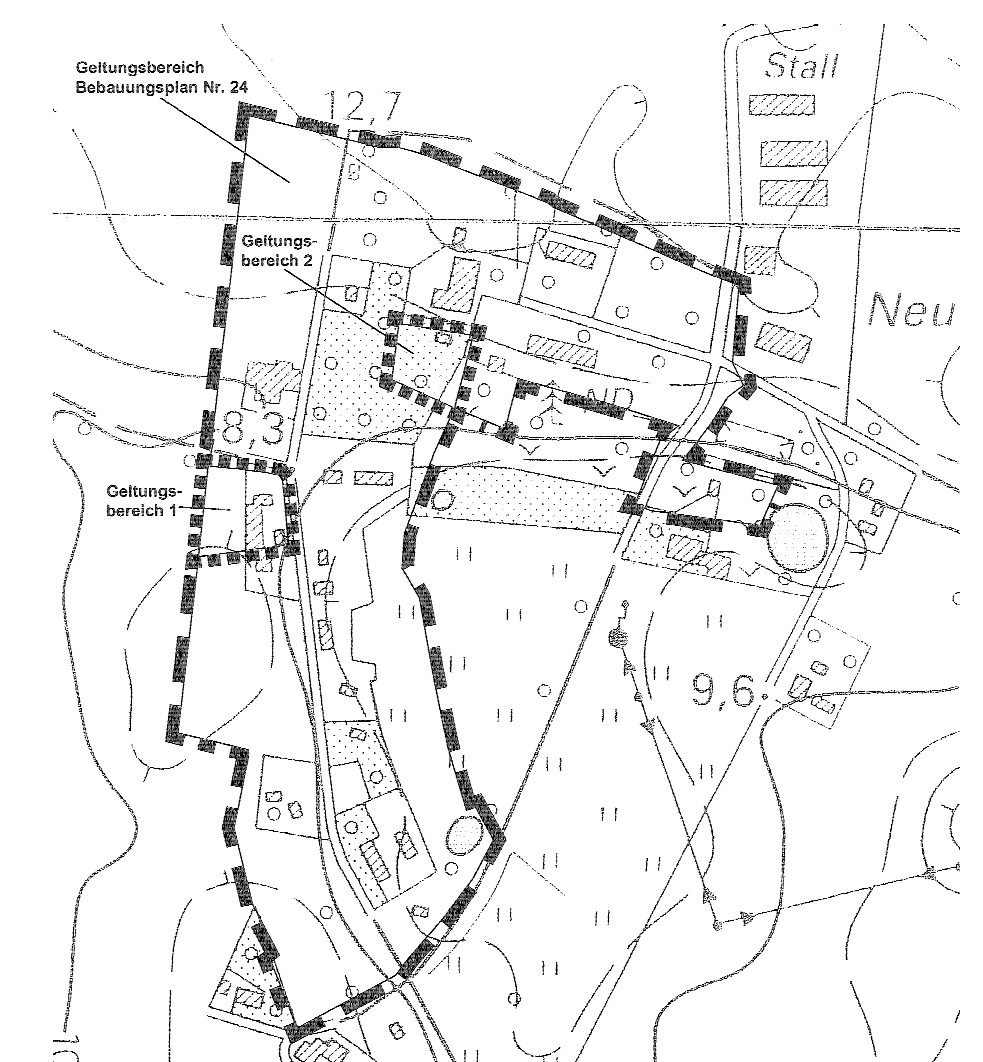 Geltungsbereich
Bebauungsplan Nr. 24
12,7
Stall
Geltungs-
bereich 2
Neu
ND
8,3
Geltungs-
bereich 1
9,6
10